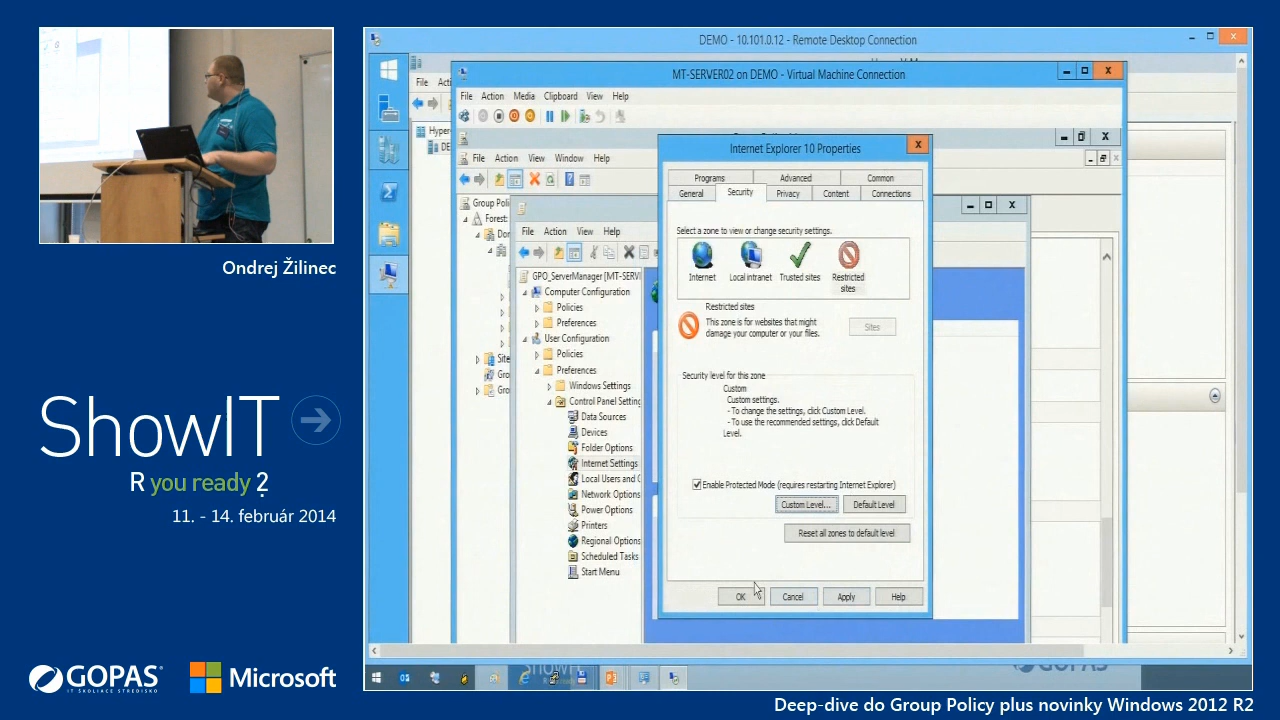 Ondrej Žilinec
ShowIT
R you ready ?
11. - 14. február 2014
GOPAS
IT ŠKOLIACE STREDISKO
Microsoft
DEMO - 10.101.0.12 - Remote Desktop Connection
File
MT-SERVER02 on DEMO - Virtual Machine Connection
File Action Media Clipboard View Help
File Action View Window Help
Forest:
File Action View Help
Computer Configuration
Policies
Preferences
User Configuration
Policies
Preferences
Windows Settings
Control Panel Setting
Data Sources
Devices
Folder Options
Internet Settings
Local Users and G
Network Options
Power Options
Printers
Regional Options
Scheduled Tasks
Start Menu
Internet Explorer 10 Properties
Programs Advanced Common
General Security Privacy Content Connections
Select a zone to view or change security settings.
Internet Local intranet Trusted sites Restricted sites
Restricted sites
This zone is for websites that might
damage your computer or your files.
Sites
Security level for this zone
Custom
Custom settings.
- To change the settings, click Custom Level.
- To use the recommended settings, click Default
Level.
Enable Protected Mode (requires restarting Internet Explorer)
Custom Level... Default Level
Reset all zones to default level
OK Cancel Apply Help
Deep-dive do Group Policy plus novinky Windows 2012 R2